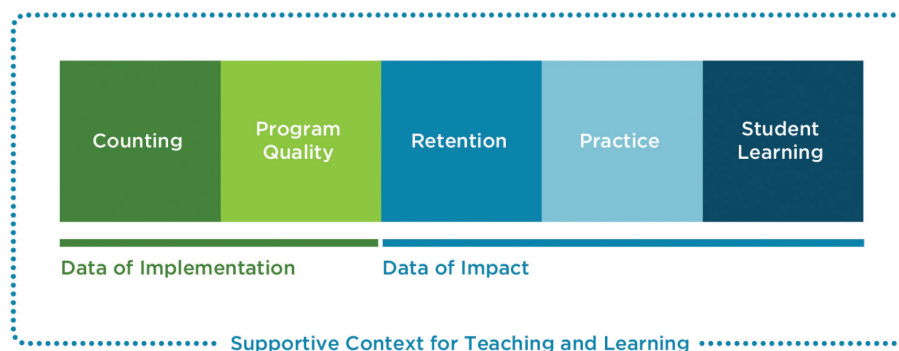 Counting
Program
Quality
Retention
Practice
Student
Learning
Data of Implementation
Data of Impact
Supportive Context for Teaching and Learning